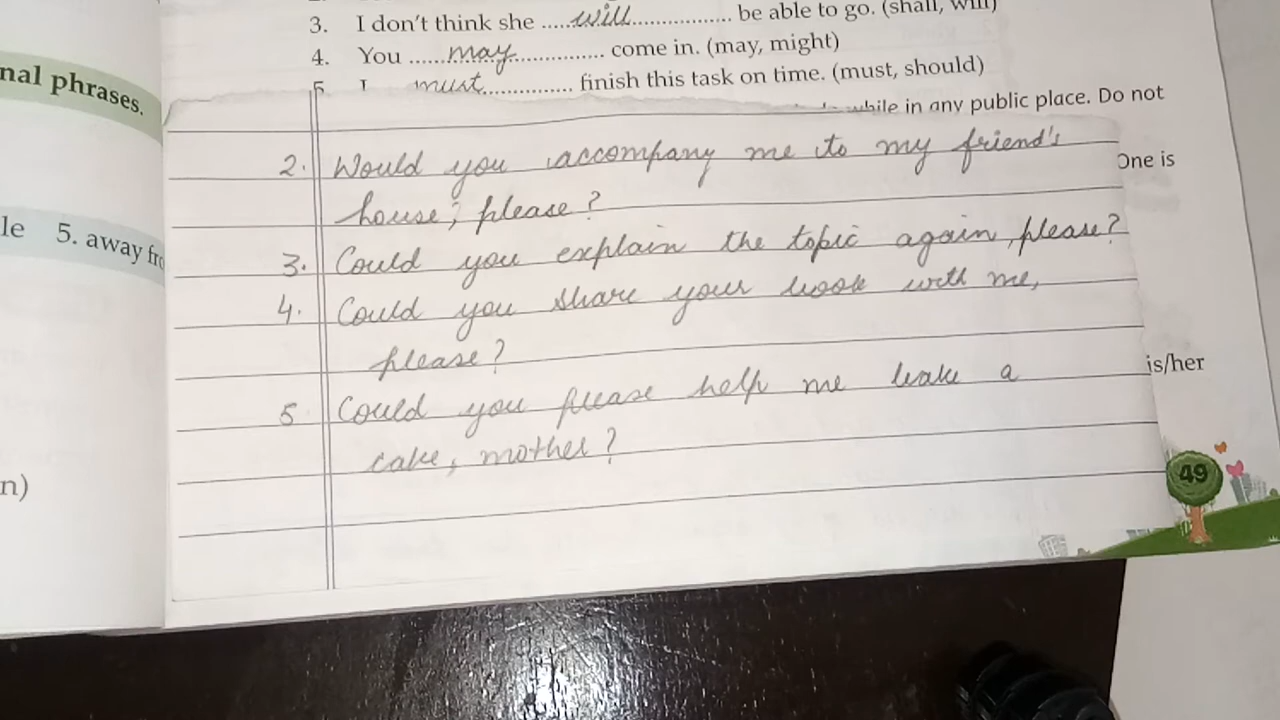 3. I don't think she .....will.................. be able to go. (shall, will)
4. You .......may.................. come in. (may, might)
5. I must................ finish this task on time. (must, should)
nal phrases.
while in any public place. Do not
One is
2. Would you accompany me to my friend's
house, please?
le 5. away fro
3. Could you explain the topic again, please?
4. Could you share your book with me,
please?
is/her
5 Could you please help me bake a
cake, mother?
n)
49